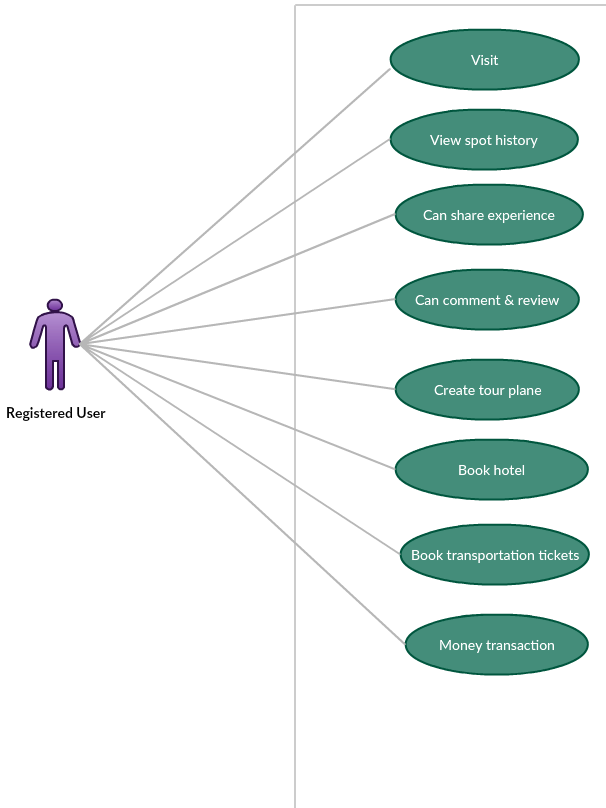 Visit
View spot history
Can share experience
Can comment & review
Registered User
Create tour plane
Book hotel
Book transportation tickets
Money transaction